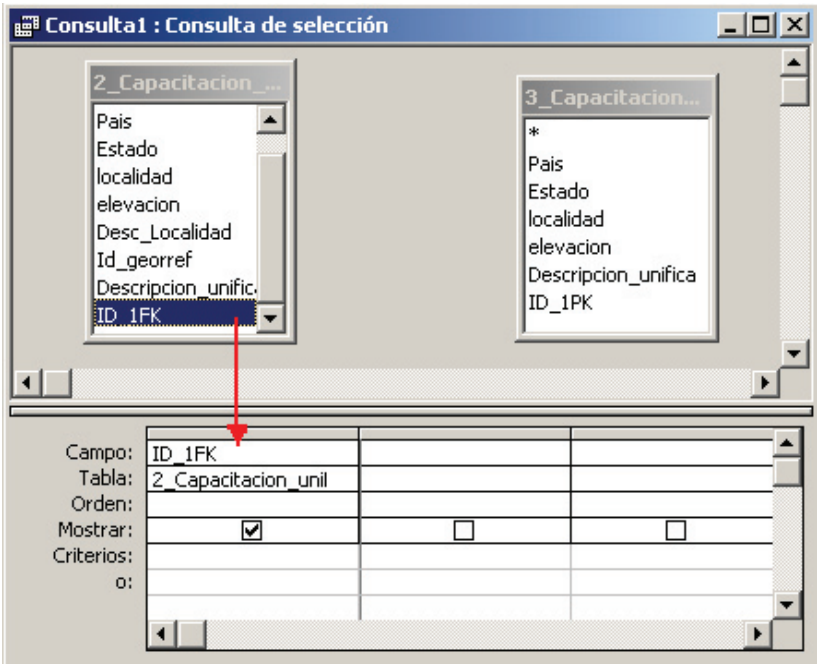 Consulta1 : Consulta de selección
2_Capacitacion_...
Pais
Estado
localidad
elevacion
Desc_Localidad
Id_georref
Descripcion_unific
ID_1FK
3_Capacitacion...
*
Pais
Estado
localidad
elevacion
Descripcion_unifica
ID_1PK
Campo: ID_1FK
Tabla: 2_Capacitacion_unil
Orden:
Mostrar:
Criterios:
o: